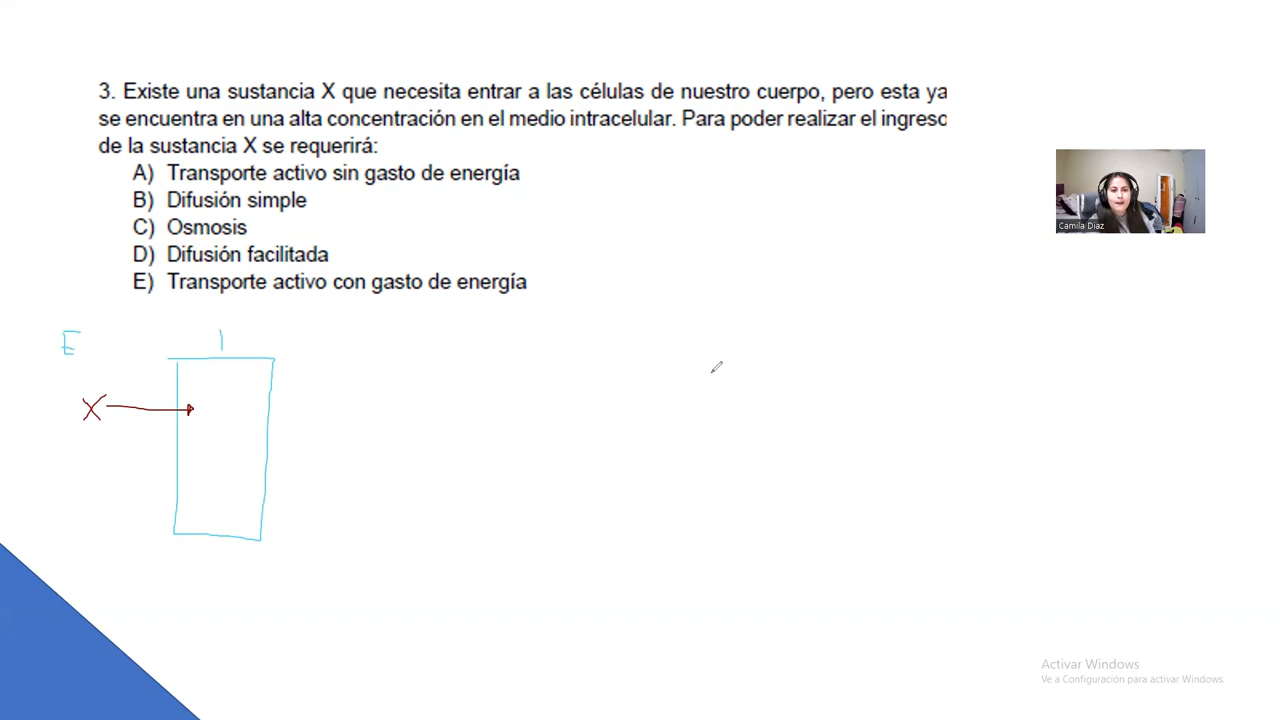 3. Existe una sustancia X que necesita entrar a las células de nuestro cuerpo, pero esta ya
se encuentra en una alta concentración en el medio intracelular. Para poder realizar el ingreso
de la sustancia X se requerirá:
A) Transporte activo sin gasto de energía
B) Difusión simple
C) Osmosis
D) Difusión facilitada
E) Transporte activo con gasto de energía
Camila Diaz
E I
X
Activar Windows
Ve a Configuración para activar Windows.